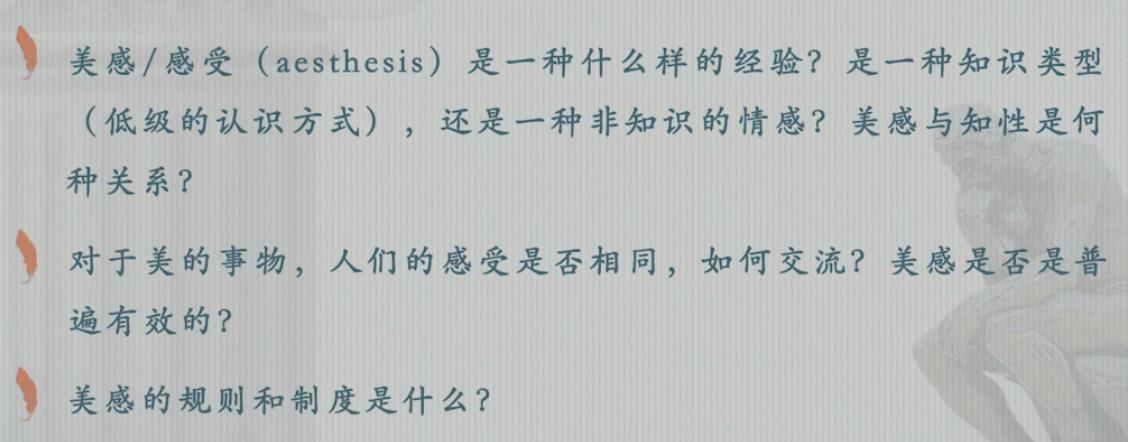 美感/感受（aesthesis）是一种什么样的经验？是一种知识类型
（低级的认识方式），还是一种非知识的情感？美感与知性是何
种关系？
对于美的事物，人们的感受是否相同，如何交流？美感是否是普
遍有效的？
美感的规则和制度是什么？